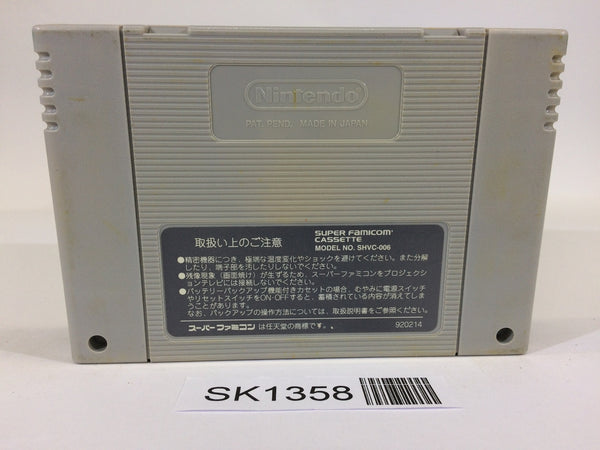 Nintendo
PAT. PEND. MADE IN JAPAN
取扱い上のご注意
SUPER FAMICOM
CASSETTE
MODEL NO. SHVC-006
●精密機器につき、極端な温度変化やショックを避けてください。また分解
したり、端子部を汚したりしないでください。
●残像現象(画面焼け)が生ずるため、スーパーファミコンをプロジェクシ
ョンテレビには接続しないでください。
●バッテリーバックアップ機能付きカセットの場合、むやみに電源スイッチ
やリセットスイッチをON・OFFすると、蓄積されている内容が消えてしま
うことがあります。
なお、バックアップの操作方法については、取扱説明書をご参照ください。
スーパーファミコン は任天堂の商標です。
920214
SK1358